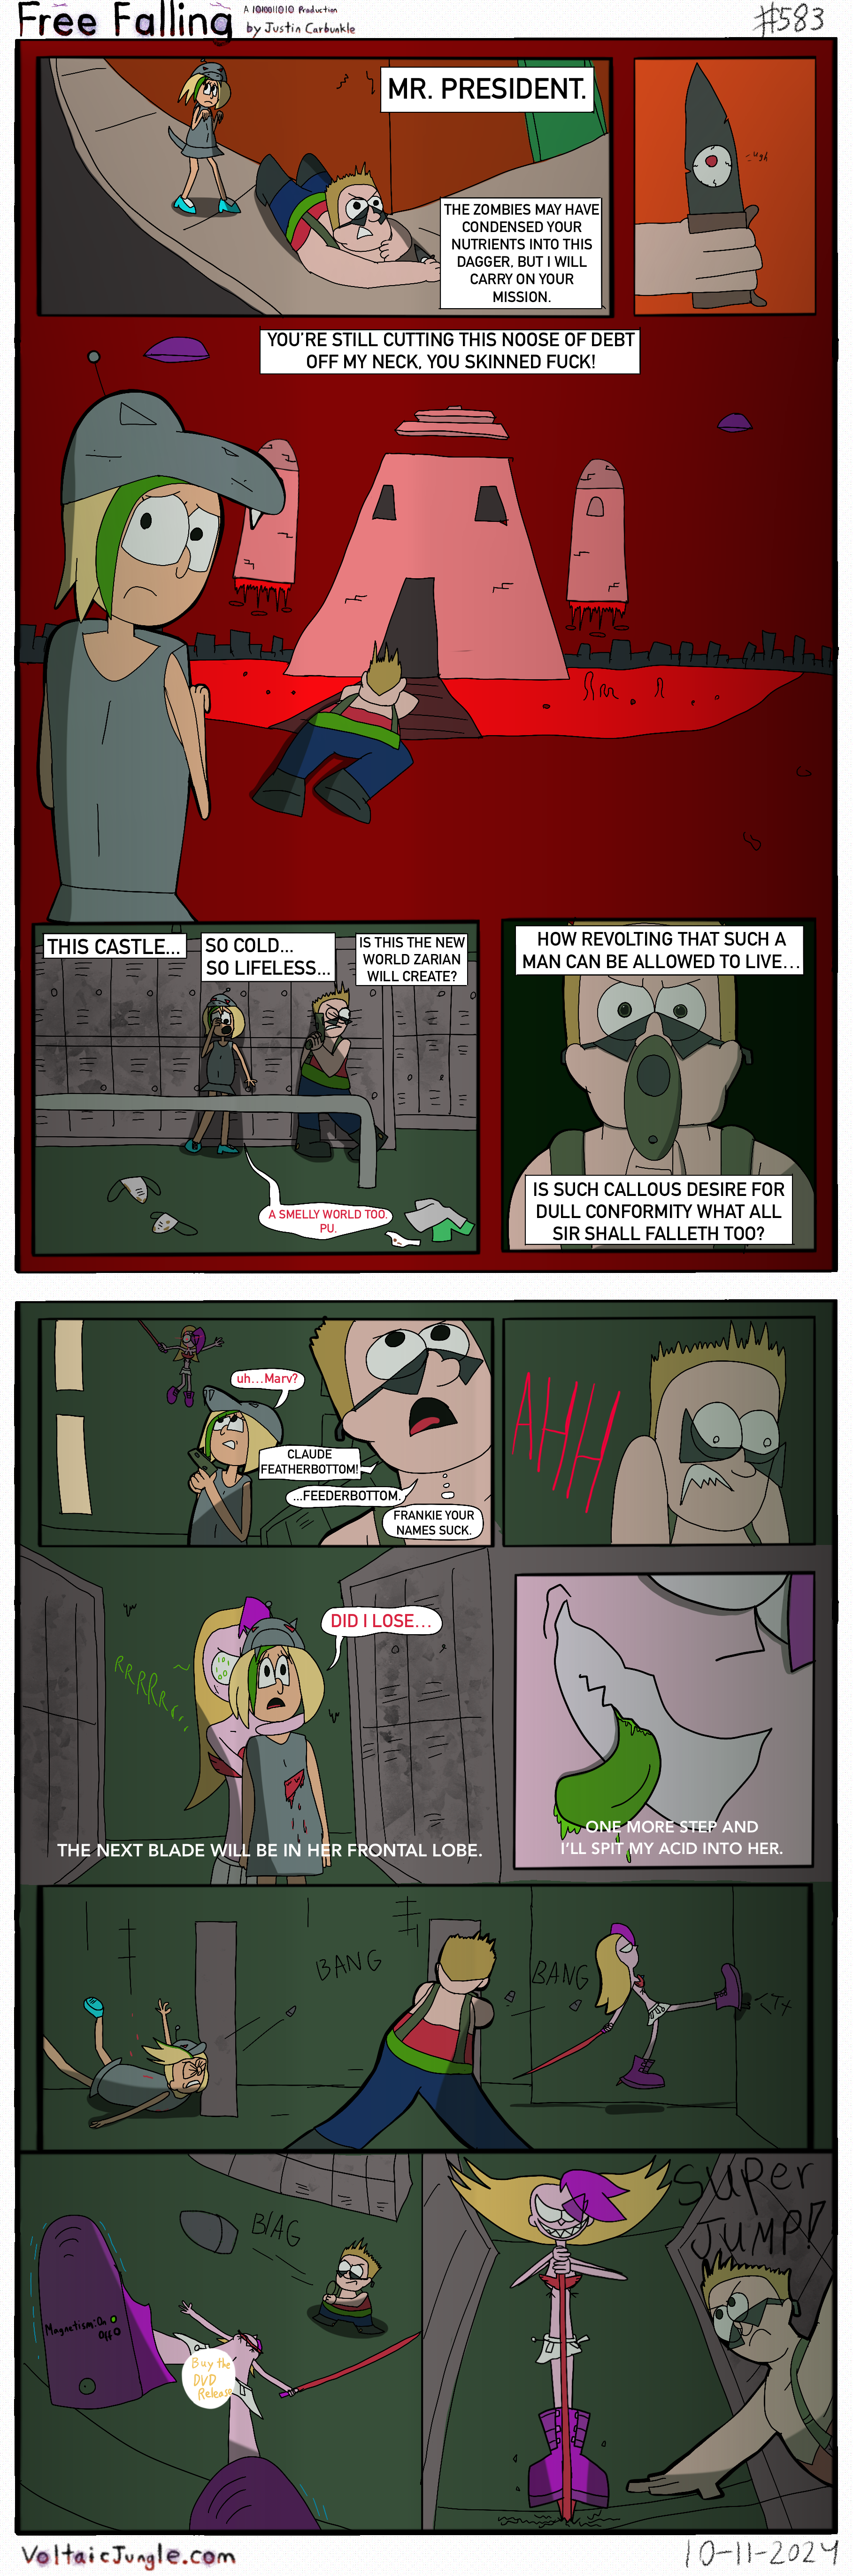 Free Falling
A 1010011010 Production
by Justin Carbunkle
#583
MR. PRESIDENT.
THE ZOMBIES MAY HAVE
CONDENSED YOUR
NUTRIENTS INTO THIS
DAGGER, BUT I WILL
CARRY ON YOUR
MISSION.
YOU'RE STILL CUTTING THIS NOOSE OF DEBT
OFF MY NECK, YOU SKINNED FUCK!
THIS CASTLE...
SO COLD...
SO LIFELESS...
IS THIS THE NEW
WORLD ZARIAN
WILL CREATE?
A SMELLY WORLD TOO.
PU.
HOW REVOLTING THAT SUCH A
MAN CAN BE ALLOWED TO LIVE...
IS SUCH CALLOUS DESIRE FOR
DULL CONFORMITY WHAT ALL
SIR SHALL FALLETH TOO?
uh...Marv?
CLAUDE
FEATHERBOTTOM!
...FEEDERBOTTOM.
FRANKIE YOUR
NAMES SUCK.
AHHH
DID I LOSE...
RRRRRr...
THE NEXT BLADE WILL BE IN HER FRONTAL LOBE.
ONE MORE STEP AND
I'LL SPIT MY ACID INTO HER.
BANG
BANG
BLAG
Magnetism: On
Off
Buy the
DVD
Release
SUPER
JUMP!
VoltaicJungle.com
10-11-2024